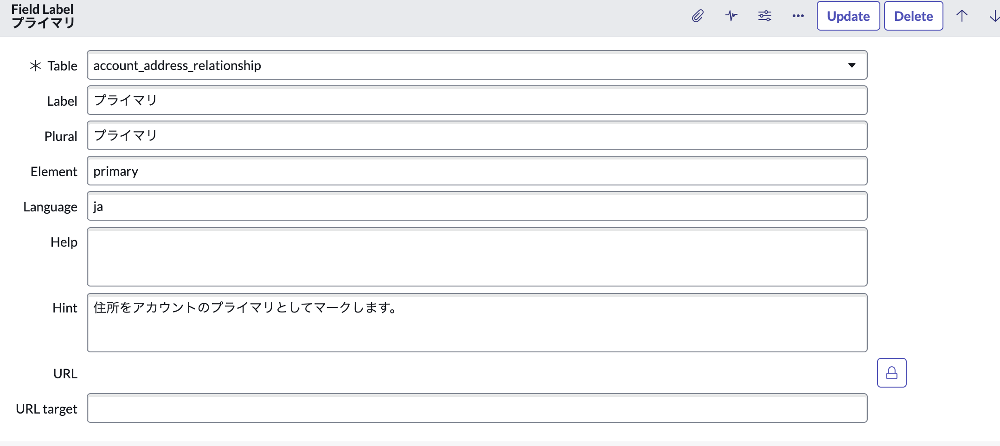 Field Label
プライマリ
Update
Delete
Table
account_address_relationship
Label
プライマリ
Plural
プライマリ
Element
primary
Language
ja
Help
Hint
住所をアカウントのプライマリとしてマークします。
URL
URL target